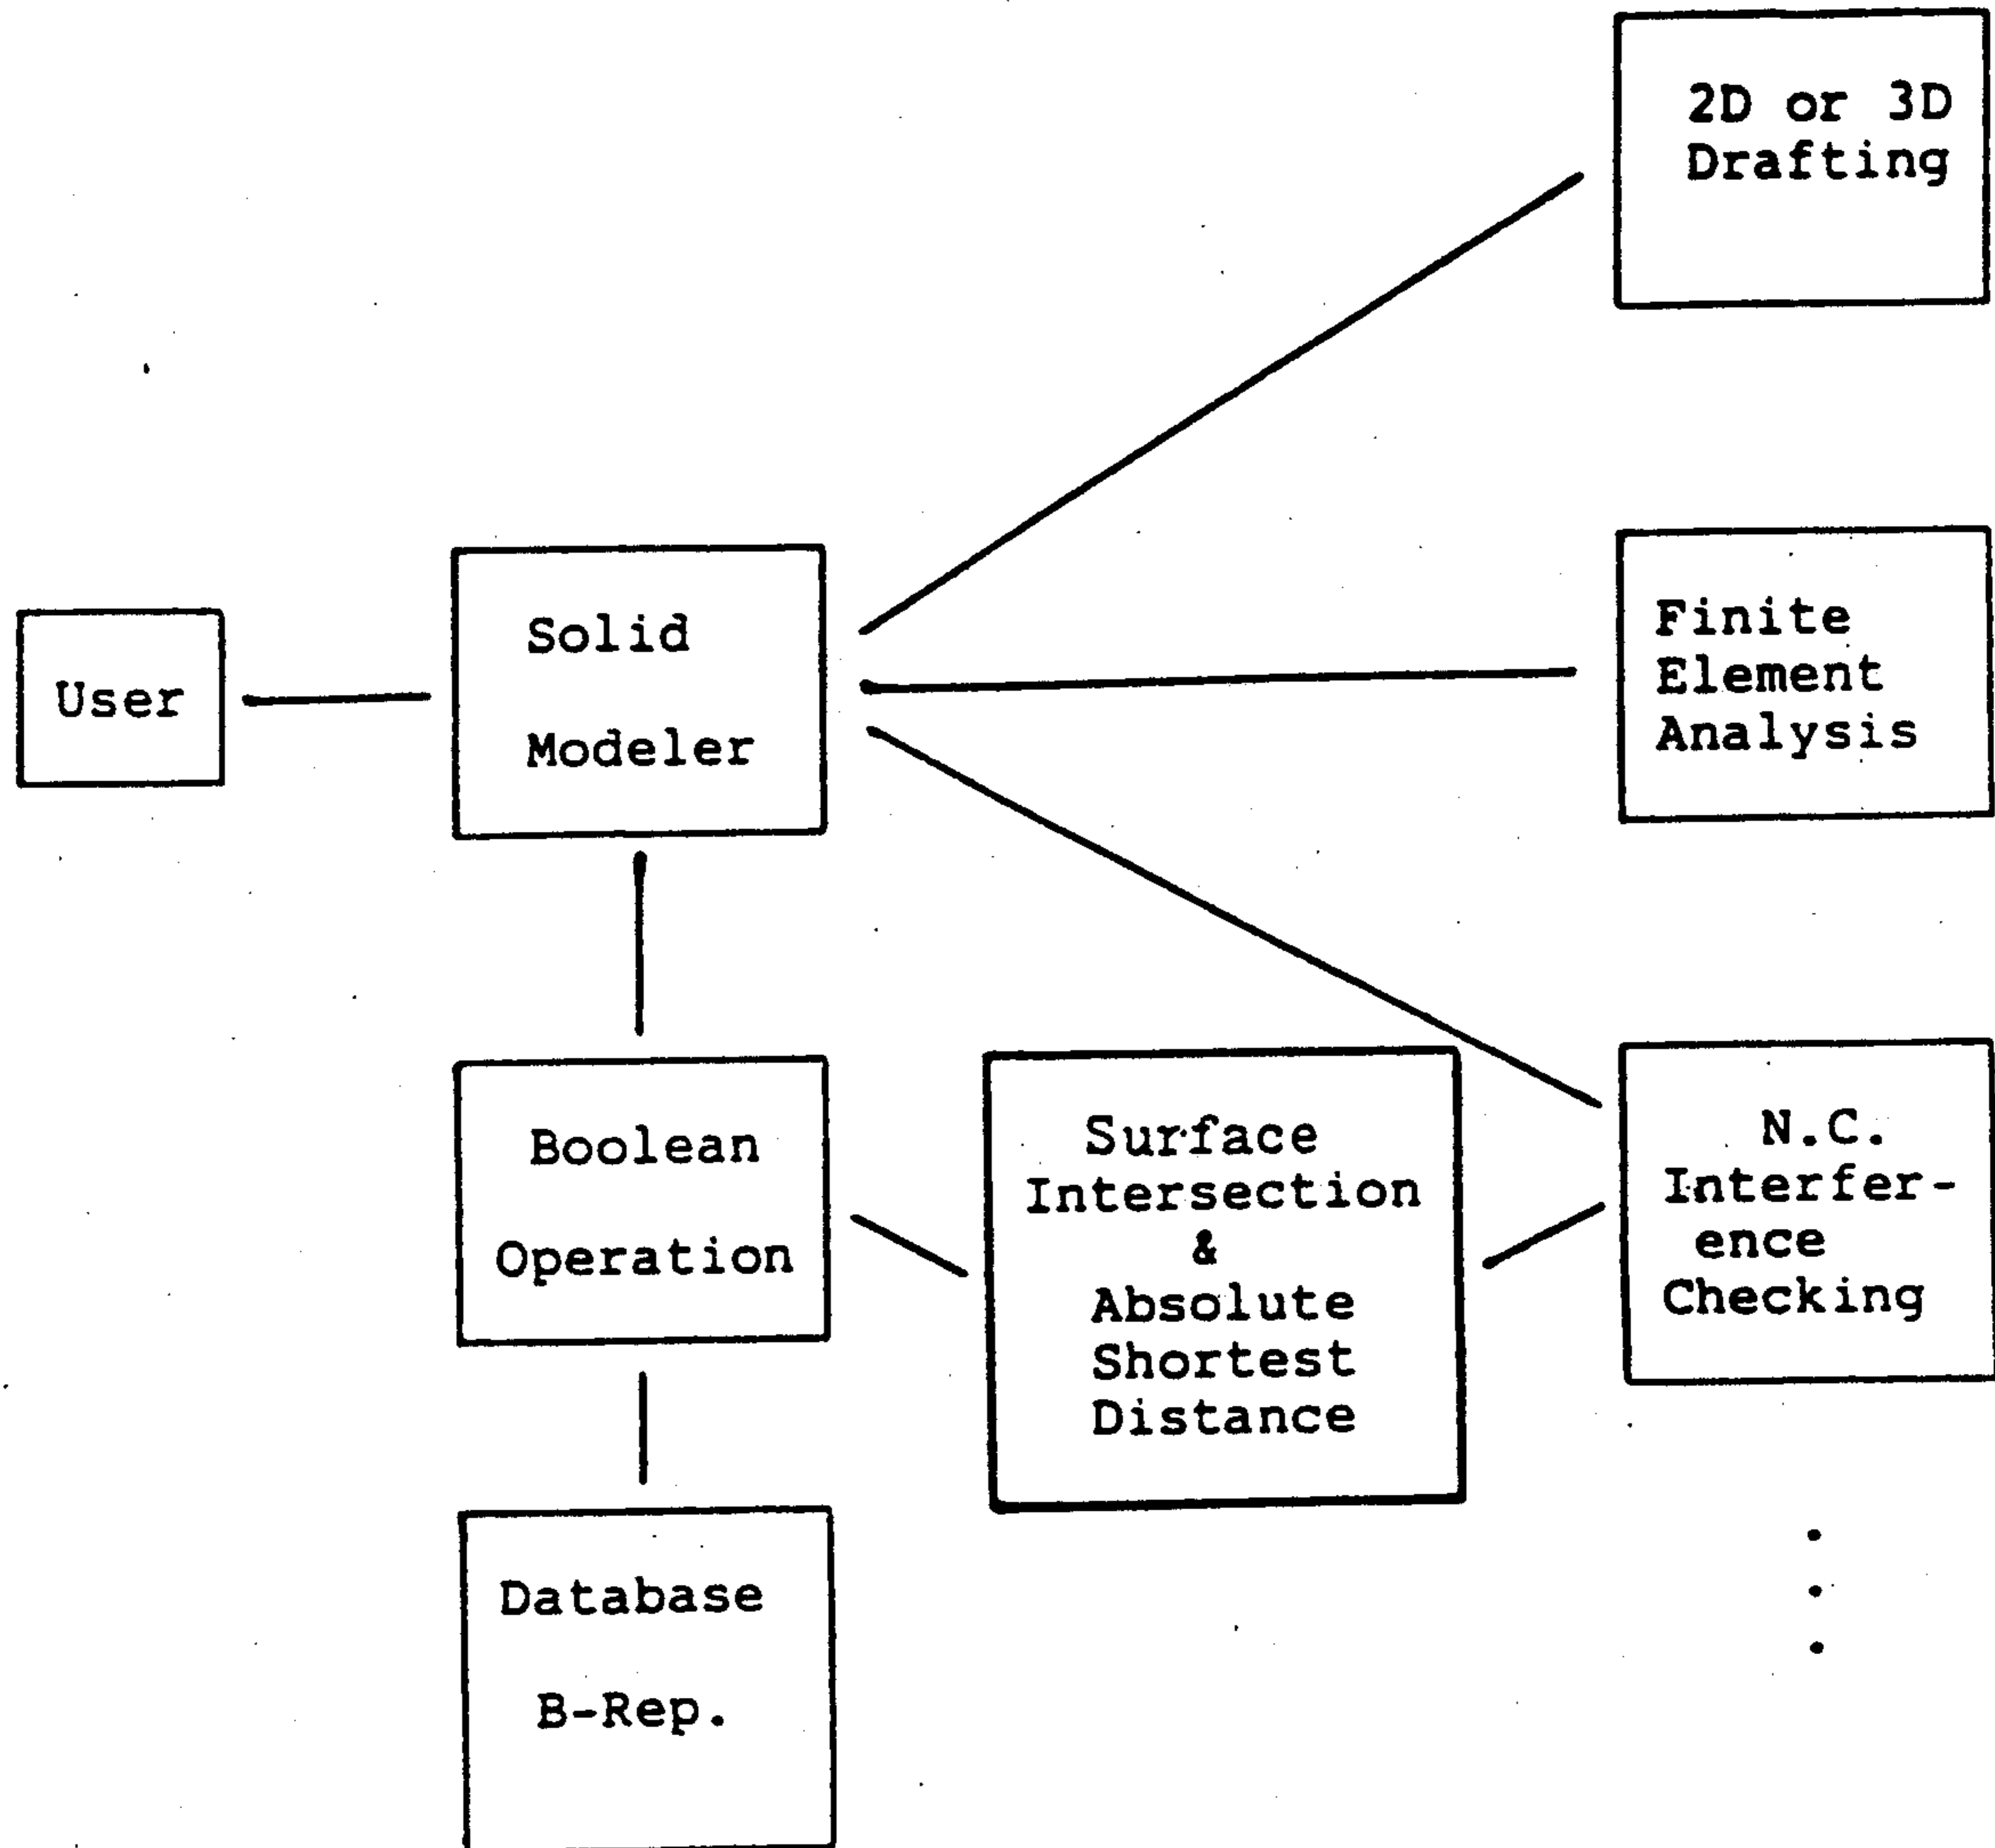 2D or 3D
Drafting
Solid
Modeler
User
Finite
Element
Analysis
Boolean
Operation
Surface
Intersection
&
Absolute
Shortest
Distance
N.C.
Interfer-
ence
Checking
Database
B-Rep.